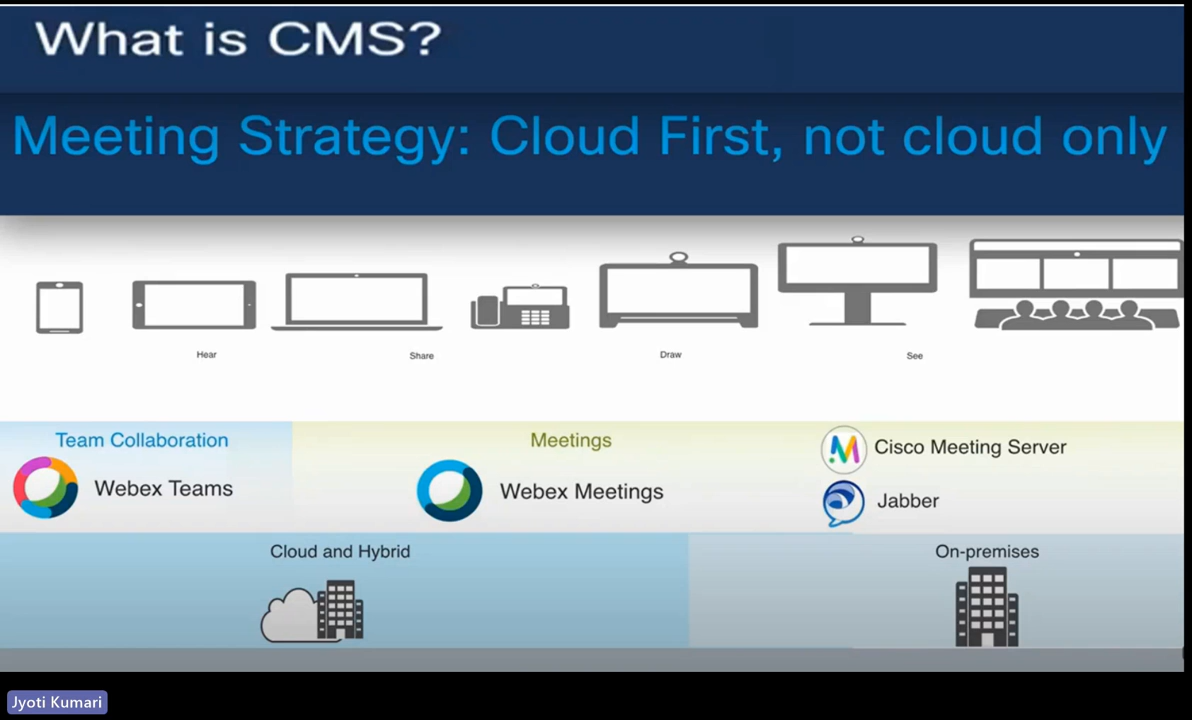 What is CMS?
Meeting Strategy: Cloud First, not cloud only
Hear
Share
Draw
See
Team Collaboration
Webex Teams
Meetings
Webex Meetings
Cisco Meeting Server
Jabber
Cloud and Hybrid
On-premises
Jyoti Kumari